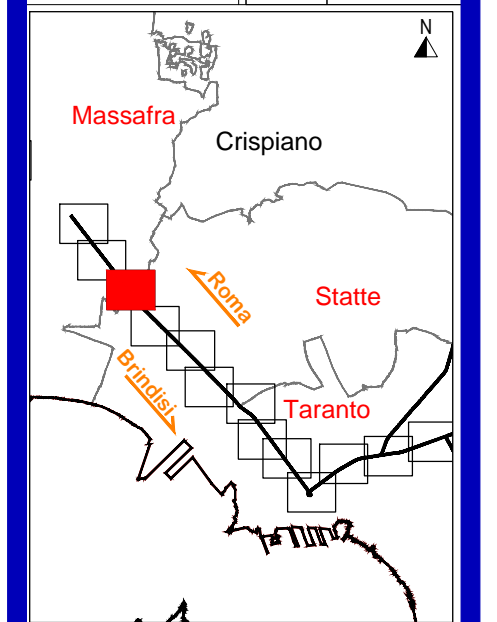 N
Massafra
Crispiano
Roma
Statte
Brindisi
Taranto